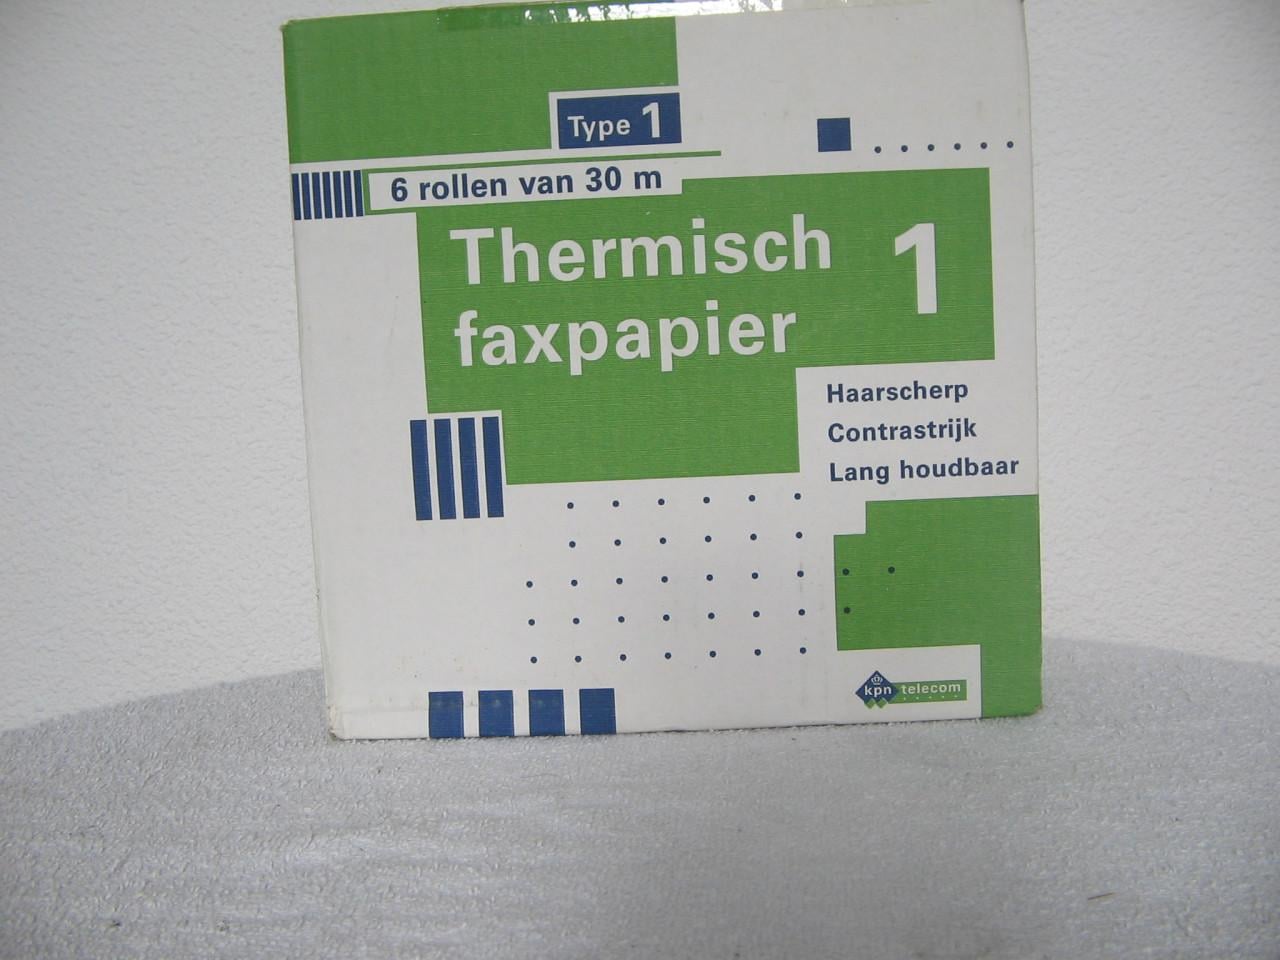 Type 1
6 rollen van 30 m
Thermisch
faxpapier
1
Haarscherp
Contrastrijk
Lang houdbaar
kpn telecom